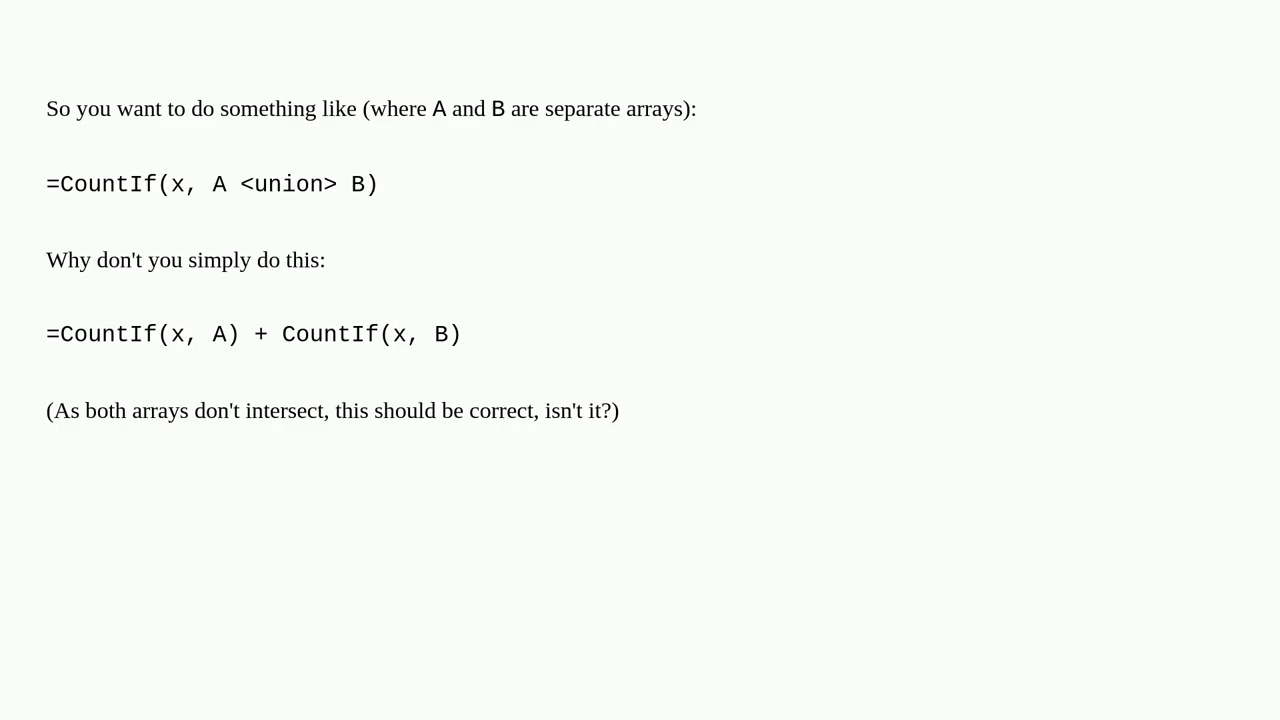 So you want to do something like (where A and B are separate arrays):
=CountIf(x, A <union> B)
Why don't you simply do this:
=CountIf(x, A) + CountIf(x, B)
(As both arrays don't intersect, this should be correct, isn't it?)